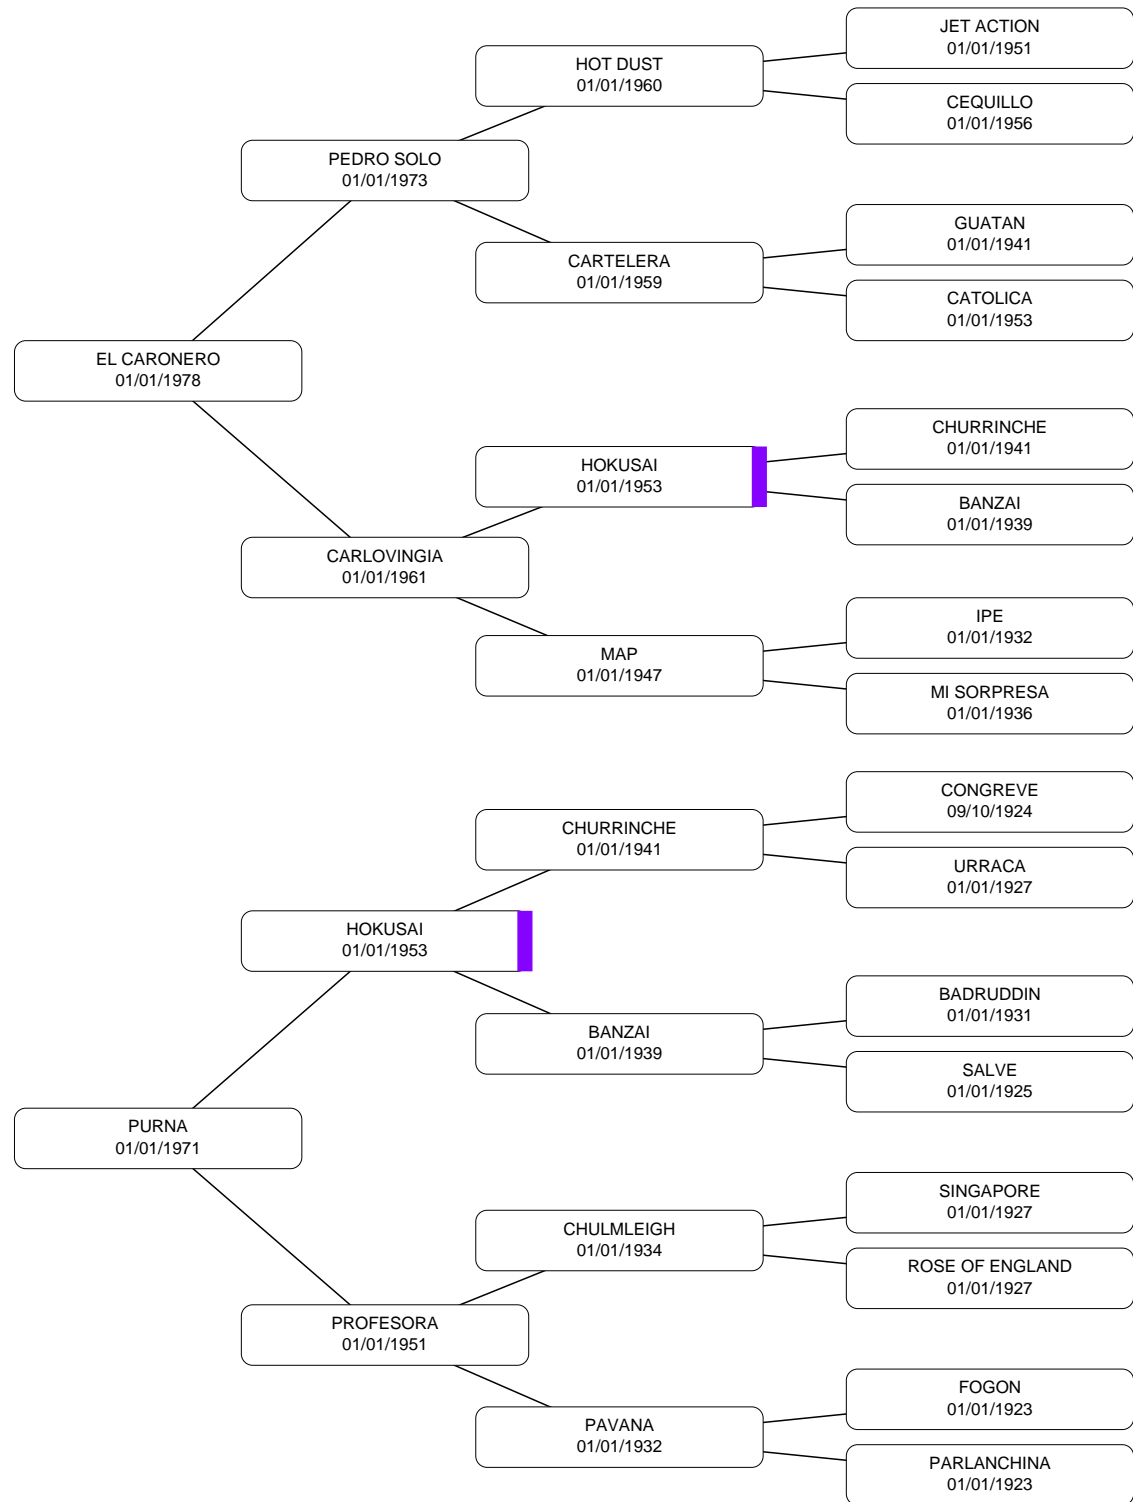 JET ACTION
01/01/1951
HOT DUST
01/01/1960
CEQUILLO
01/01/1956
PEDRO SOLO
01/01/1973
GUATAN
01/01/1941
CARTELERA
01/01/1959
CATOLICA
01/01/1953
EL CARONERO
01/01/1978
CHURRINCHE
01/01/1941
HOKUSAI
01/01/1953
BANZAI
01/01/1939
CARLOVINGIA
01/01/1961
IPE
01/01/1932
MAP
01/01/1947
MI SORPRESA
01/01/1936
CONGREVE
09/10/1924
CHURRINCHE
01/01/1941
URRACA
01/01/1927
HOKUSAI
01/01/1953
BADRUDDIN
01/01/1931
BANZAI
01/01/1939
SALVE
01/01/1925
PURNA
01/01/1971
SINGAPORE
01/01/1927
CHULMLEIGH
01/01/1934
ROSE OF ENGLAND
01/01/1927
PROFESORA
01/01/1951
FOGON
01/01/1923
PAVANA
01/01/1932
PARLANCHINA
01/01/1923